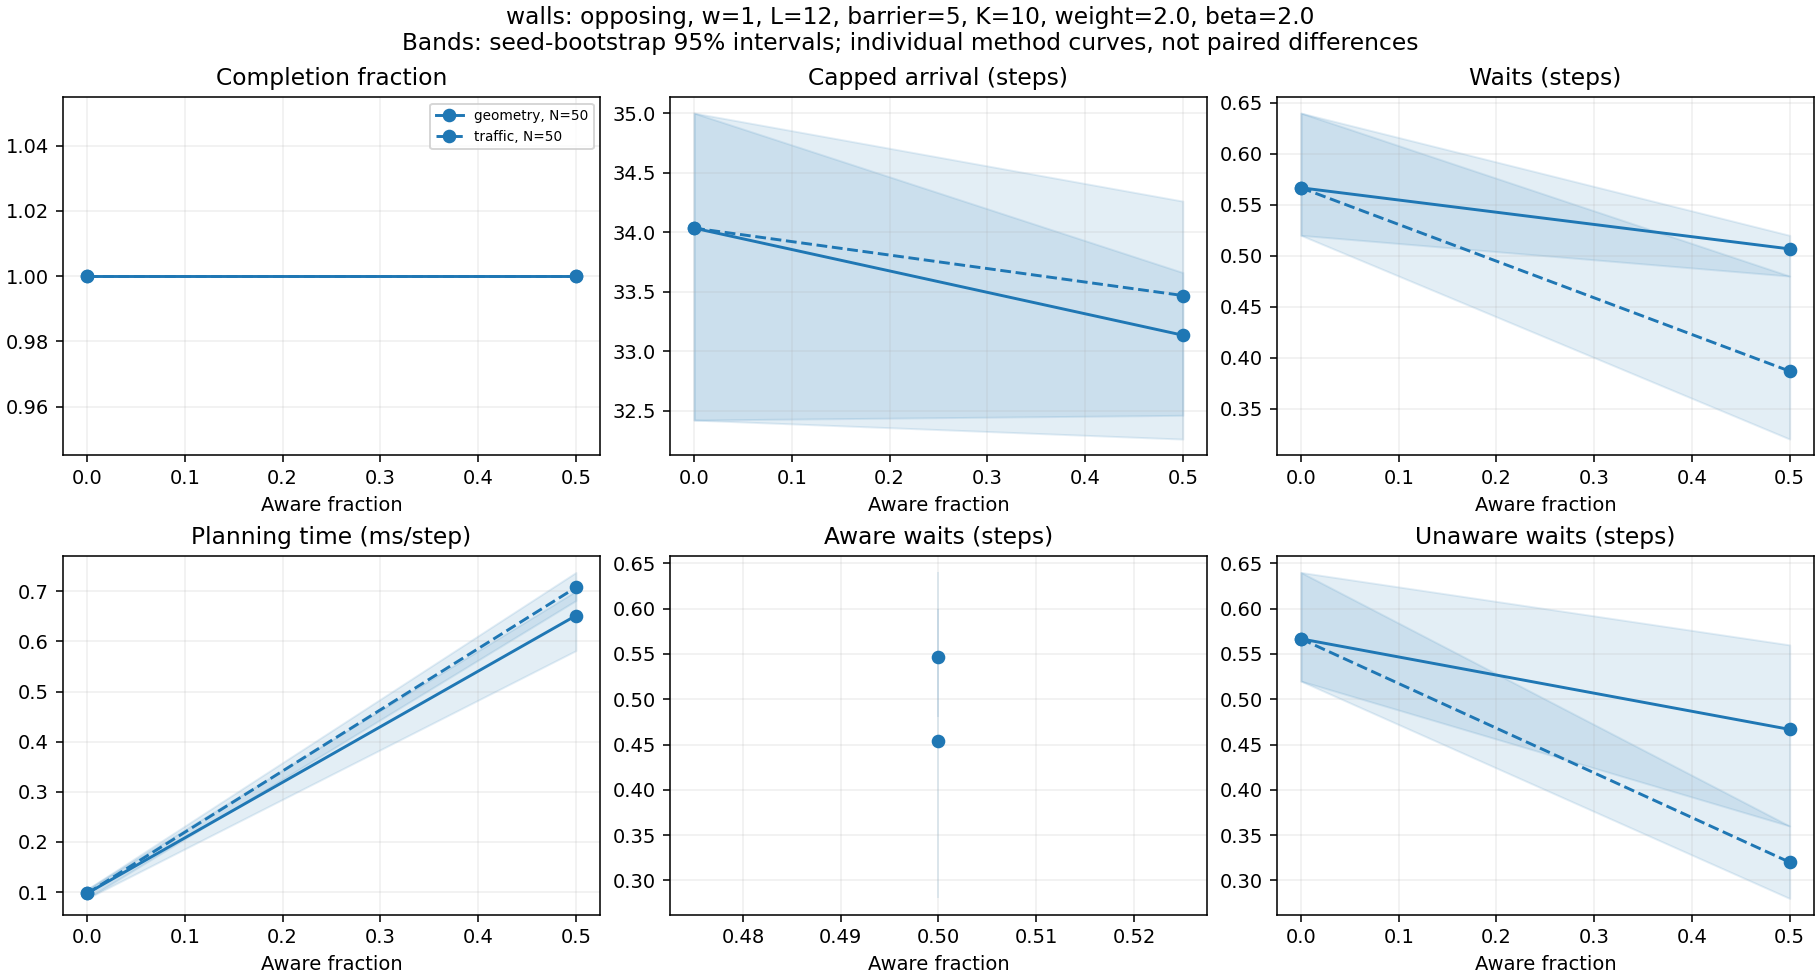 walls: opposing, w=1, L=12, barrier=5, K=10, weight=2.0, beta=2.0
Bands: seed-bootstrap 95% intervals; individual method curves, not paired differences
Completion fraction
geometry, N=50
traffic, N=50
1.04
1.02
1.00
0.98
0.96
0.0 0.1 0.2 0.3 0.4 0.5
Aware fraction
Capped arrival (steps)
35.0
34.5
34.0
33.5
33.0
32.5
0.0 0.1 0.2 0.3 0.4 0.5
Aware fraction
Waits (steps)
0.65
0.60
0.55
0.50
0.45
0.40
0.35
0.0 0.1 0.2 0.3 0.4 0.5
Aware fraction
Planning time (ms/step)
0.7
0.6
0.5
0.4
0.3
0.2
0.1
0.0 0.1 0.2 0.3 0.4 0.5
Aware fraction
Aware waits (steps)
0.65
0.60
0.55
0.50
0.45
0.40
0.35
0.30
0.48 0.49 0.50 0.51 0.52
Aware fraction
Unaware waits (steps)
0.65
0.60
0.55
0.50
0.45
0.40
0.35
0.30
0.0 0.1 0.2 0.3 0.4 0.5
Aware fraction